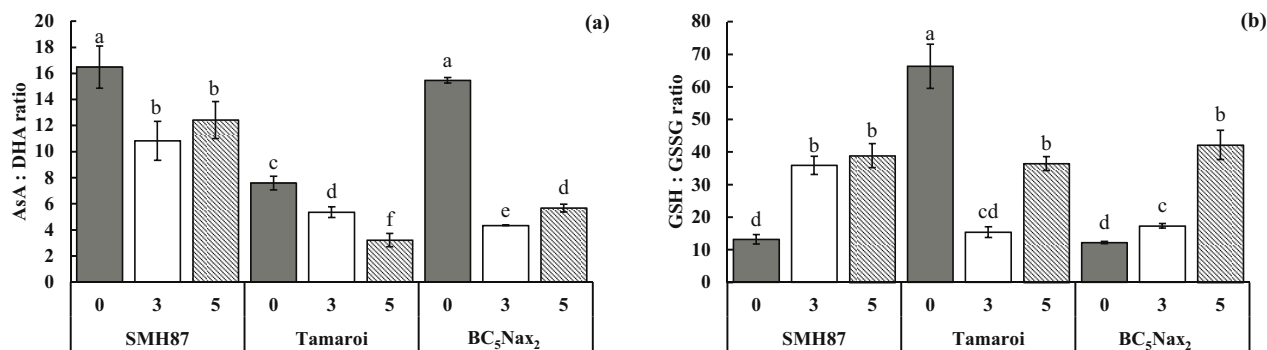 (a)
AsA : DHA ratio
20
18
16
14
12
10
8
6
4
2
0
a b b c d f a e d
0 3 5 0 3 5 0 3 5
SMH87 Tamaroi BC₅Nax₂
(b)
GSH : GSSG ratio
80
70
60
50
40
30
20
10
0
d b b a cd b d c b
0 3 5 0 3 5 0 3 5
SMH87 Tamaroi BC₅Nax₂